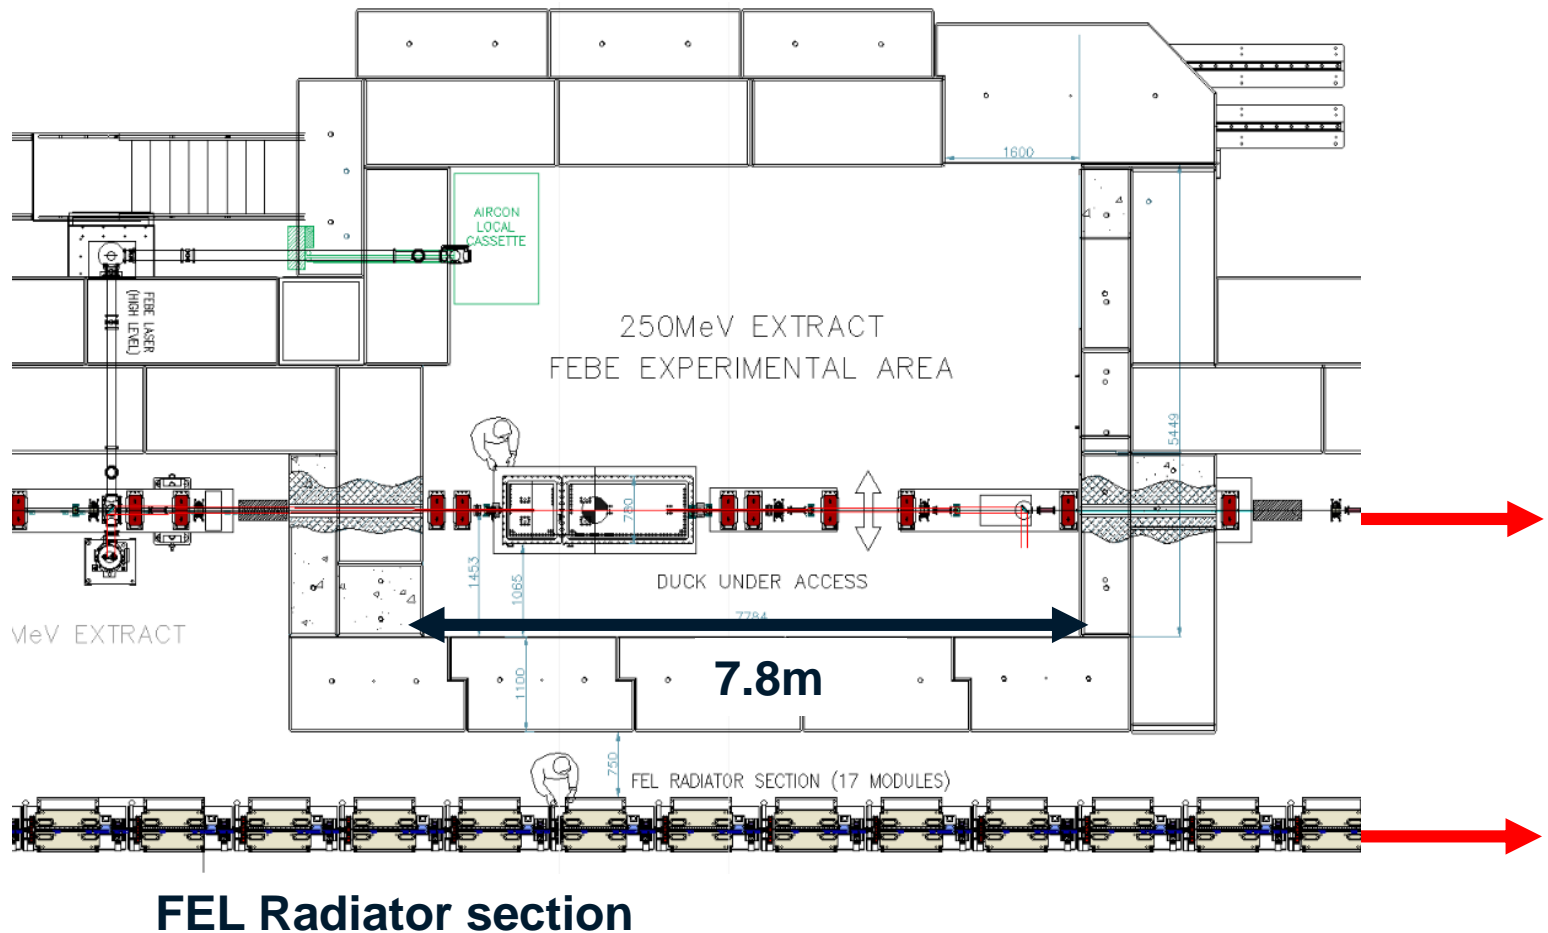 1600
AIRCON
LOCAL
CASSETTE
FEBE LASER
(HIGH LEVEL)
250MeV EXTRACT
FEBE EXPERIMENTAL AREA
5449
780
1453
1065
DUCK UNDER ACCESS
7784
MeV EXTRACT
7.8m
1100
750
FEL RADIATOR SECTION (17 MODULES)
FEL Radiator section